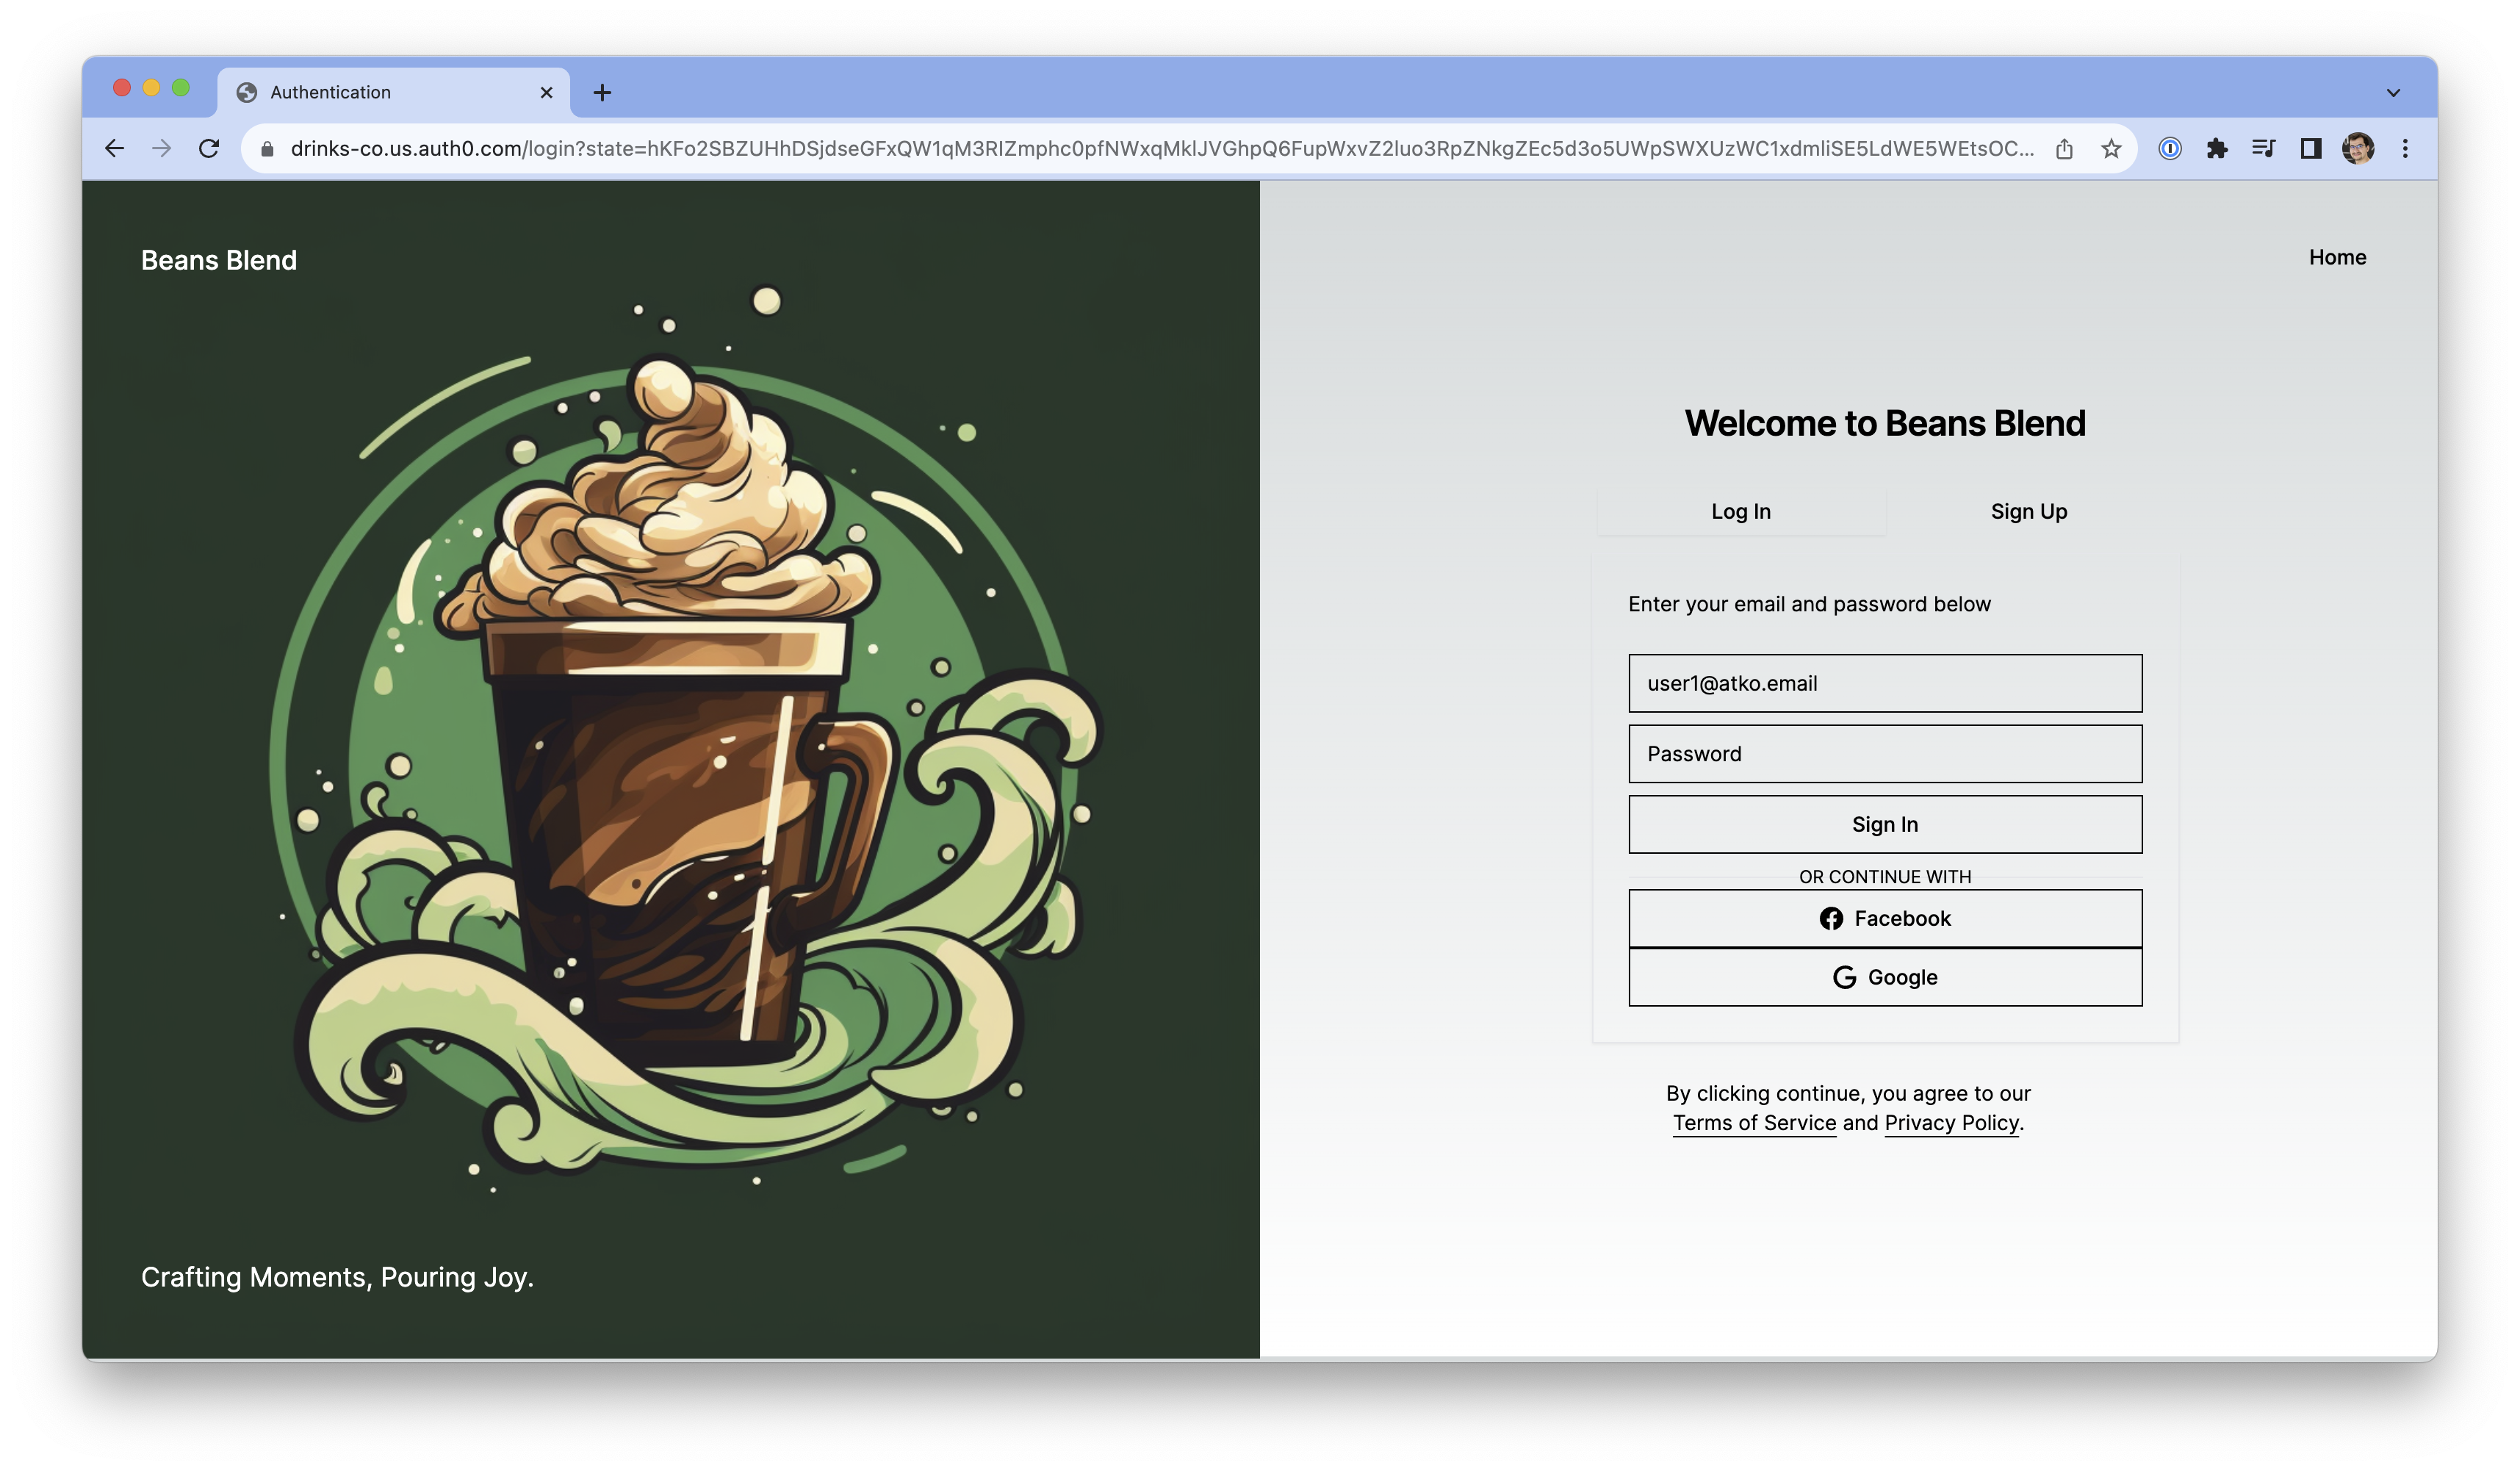 Authentication
drinks-co.us.auth0.com/login?state=hKFo2SBZUHhDSjdseGFxQW1qM3RIZmphc0pfNWxqMklJVGhpQ6FupWxvZ2luo3RpZNkgZEc5d3o5UWpSWXUzWC1xdmliSE5LdWE5WEtsOC...
Beans Blend
Home
Welcome to Beans Blend
Log In
Sign Up
Enter your email and password below
user1@atko.email
Password
Sign In
OR CONTINUE WITH
Facebook
Google
By clicking continue, you agree to our
Terms of Service and Privacy Policy.
Crafting Moments, Pouring Joy.